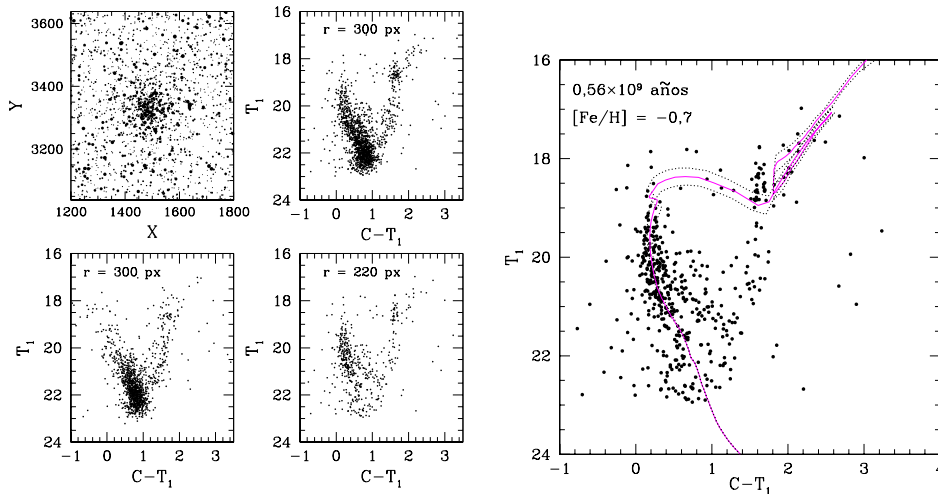 3600
3400
3200
Y
1200 1400 1600 1800
X
r = 300 px
16
18
20
22
24
T1
−1 0 1 2 3
C−T1
r = 300 px
16
18
20
22
24
T1
−1 0 1 2 3
C−T1
r = 220 px
16
18
20
22
24
T1
−1 0 1 2 3
C−T1
0,56×10⁹ años
[Fe/H] = −0,7
16
18
20
22
24
T1
−1 0 1 2 3 4
C−T1